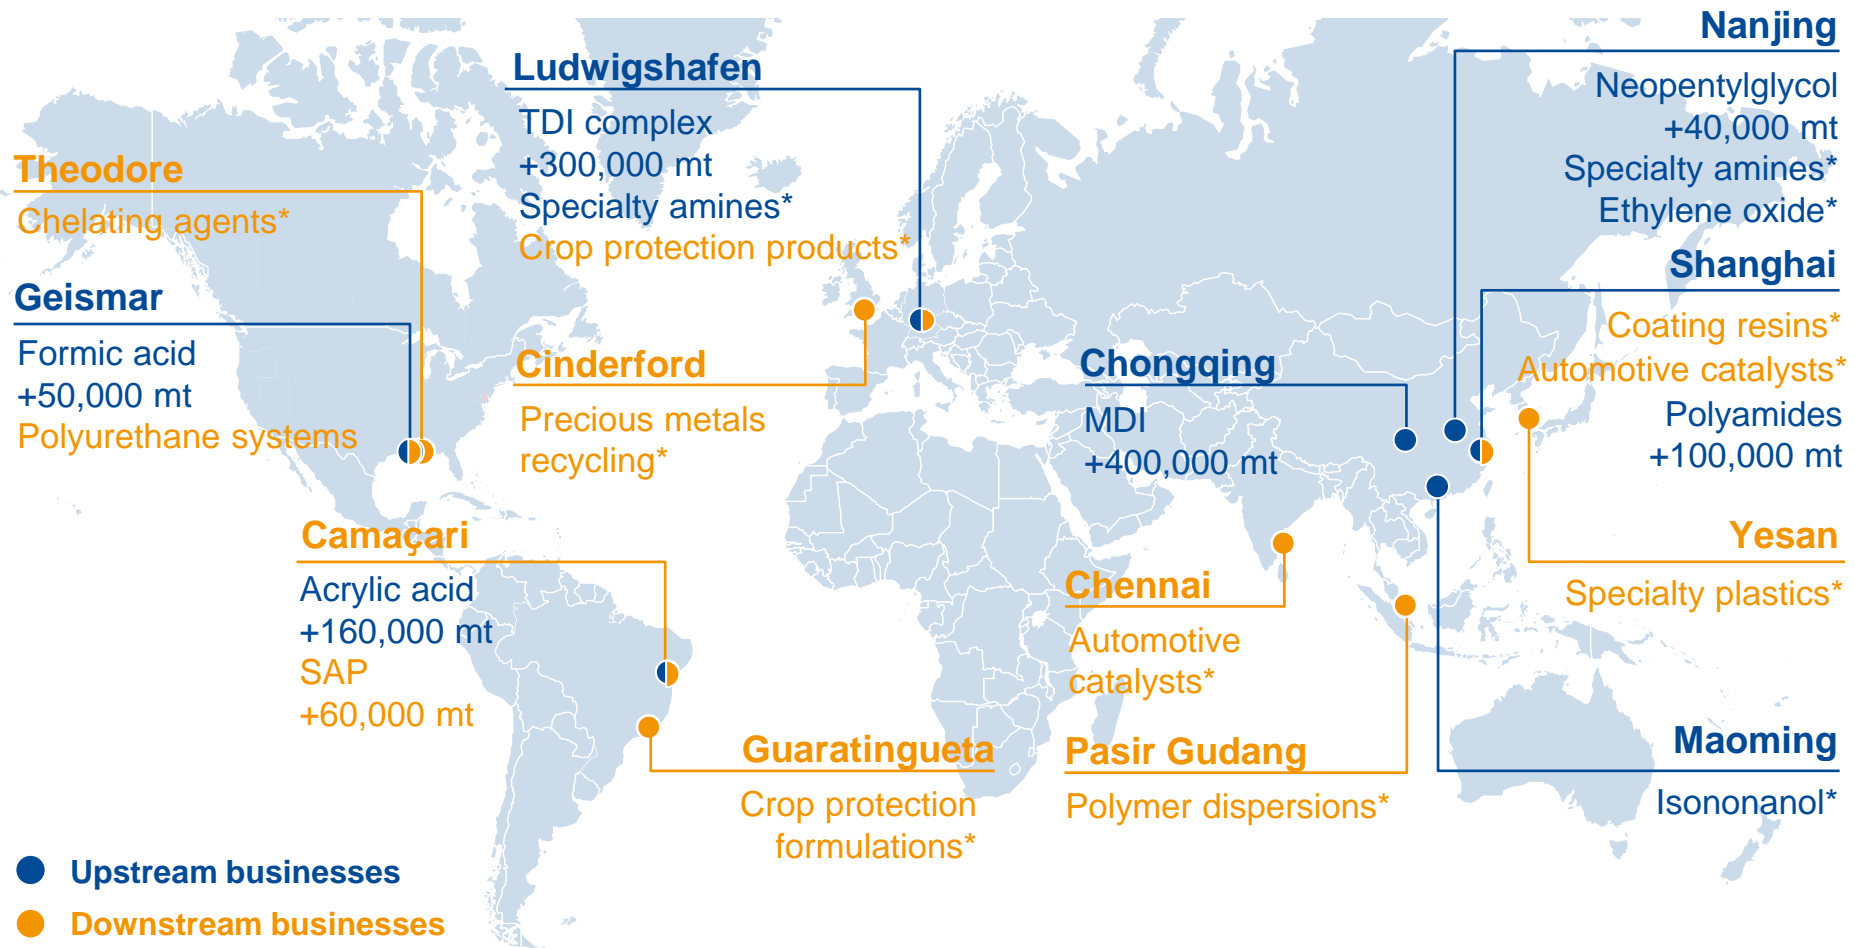 Ludwigshafen
TDI complex
+300,000 mt
Specialty amines*
Crop protection products*
Nanjing
Neopentylglycol
+40,000 mt
Specialty amines*
Ethylene oxide*
Theodore
Chelating agents*
Geismar
Formic acid
+50,000 mt
Polyurethane systems
Cinderford
Precious metals
recycling*
Chongqing
MDI
+400,000 mt
Shanghai
Coating resins*
Automotive catalysts*
Polyamides
+100,000 mt
Camaçari
Acrylic acid
+160,000 mt
SAP
+60,000 mt
Chennai
Automotive
catalysts*
Yesan
Specialty plastics*
Guaratingueta
Crop protection
formulations*
Pasir Gudang
Polymer dispersions*
Maoming
Isononanol*
Upstream businesses
Downstream businesses